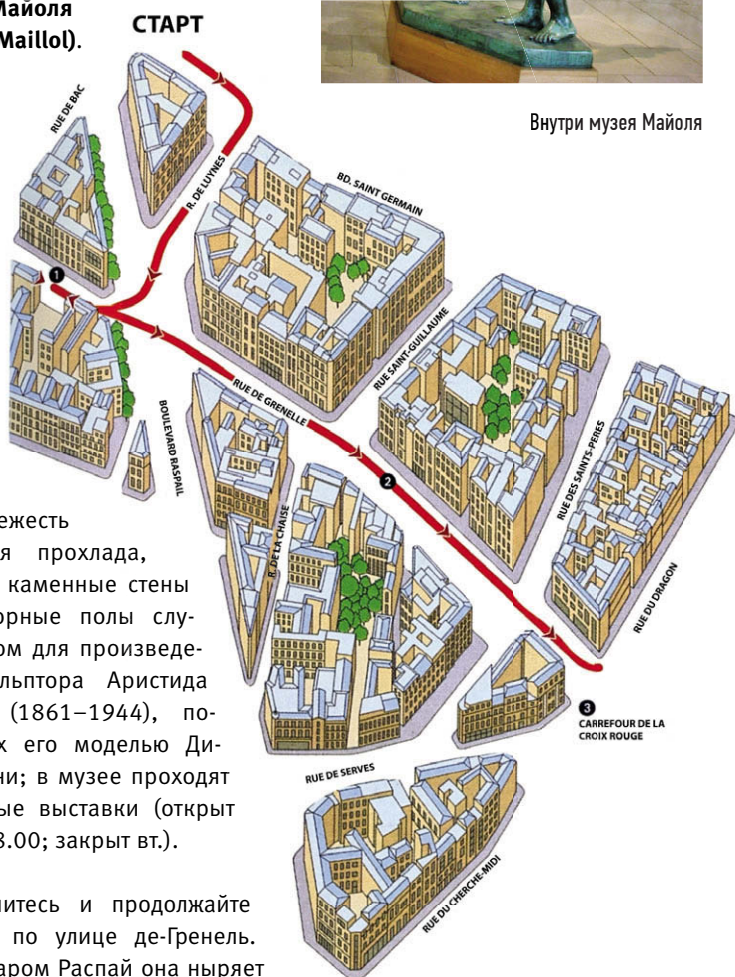 Майоля
Maillol).
СТАРТ
Внутри музея Майоля
RUE DE BAC
R. DE LUYNES
BD. SAINT GERMAIN
1
RUE SAINT-GUILLAUME
RUE DE GRENELLE
BOULEVARD RASPAIL
2
RUE DES SAINTS-PERES
R. DE LA CHAISE
RUE DU DRAGON
3
CARREFOUR DE LA
CROIX ROUGE
RUE DE SERVES
RUE DU CHERCHE-MIDI
ежесть
я прохлада,
каменные стены
орные полы слу-
ом для произведе-
льптора Аристида
(1861–1944), по-
х его моделью Ди-
ни; в музее проходят
ые выставки (открыт
8.00; закрыт вт.).
итесь и продолжайте
по улице де-Гренель.
аром Распай она ныряет